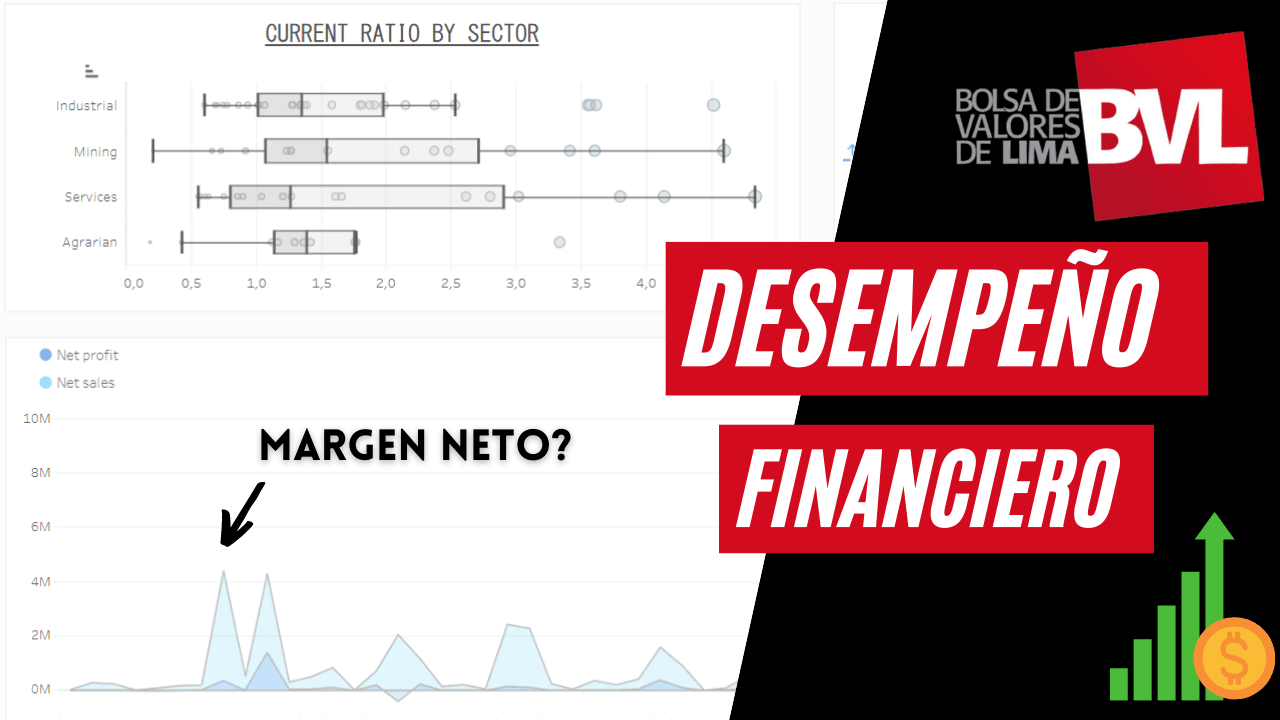 CURRENT RATIO BY SECTOR
Industrial
Mining
Services
Agrarian
0,0 0,5 1,0 1,5 2,0 2,5 3,0 3,5 4,0
BOLSA DE
VALORES
DE LIMA
BVL
DESEMPEÑO
FINANCIERO
Net profit
Net sales
MARGEN NETO?
10M
8M
6M
4M
2M
0M
$